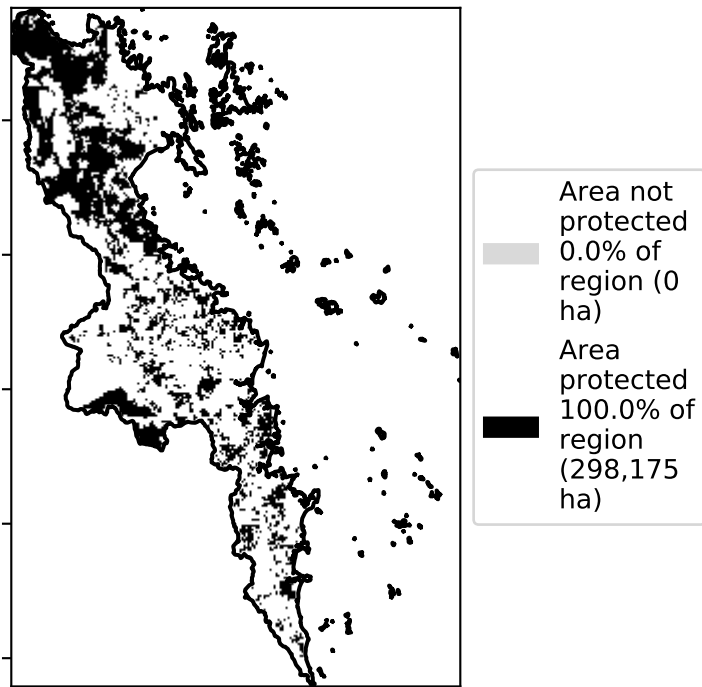 Area not
protected
0.0% of
region (0
ha)
Area
protected
100.0% of
region
(298,175
ha)